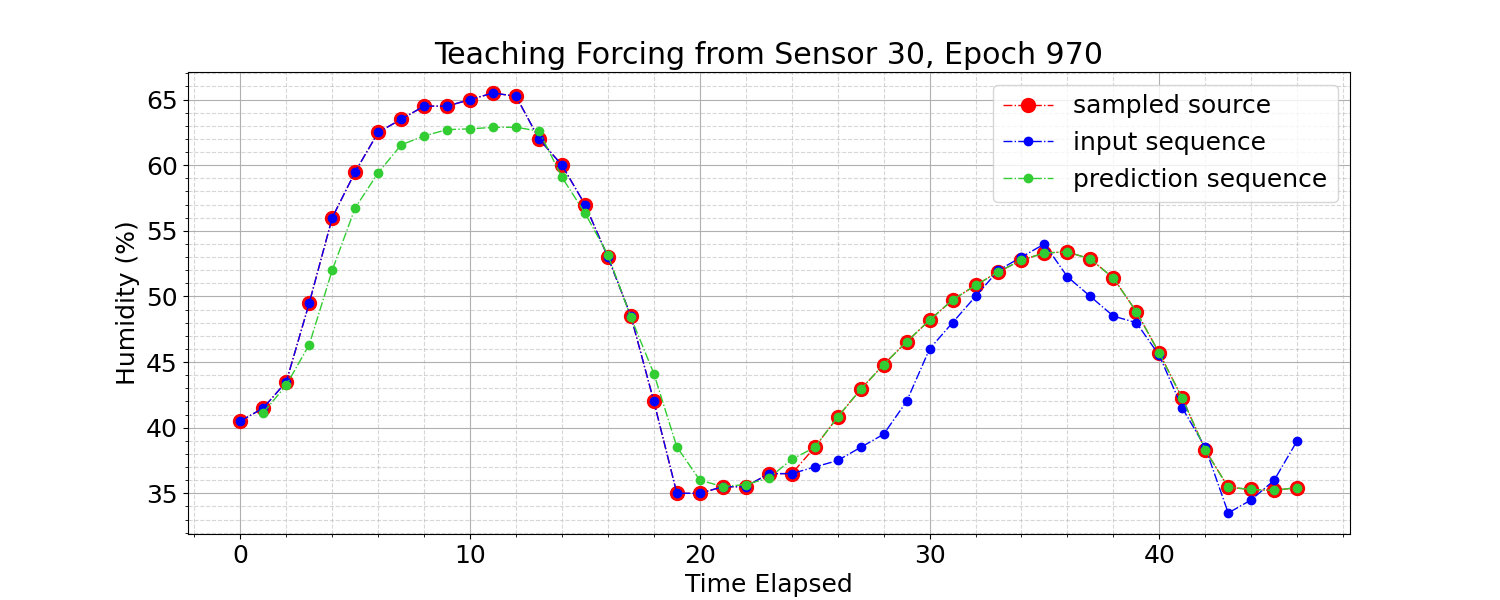 Teaching Forcing from Sensor 30, Epoch 970
Humidity (%)
65
60
55
50
45
40
35
sampled source
input sequence
prediction sequence
0 10 20 30 40
Time Elapsed